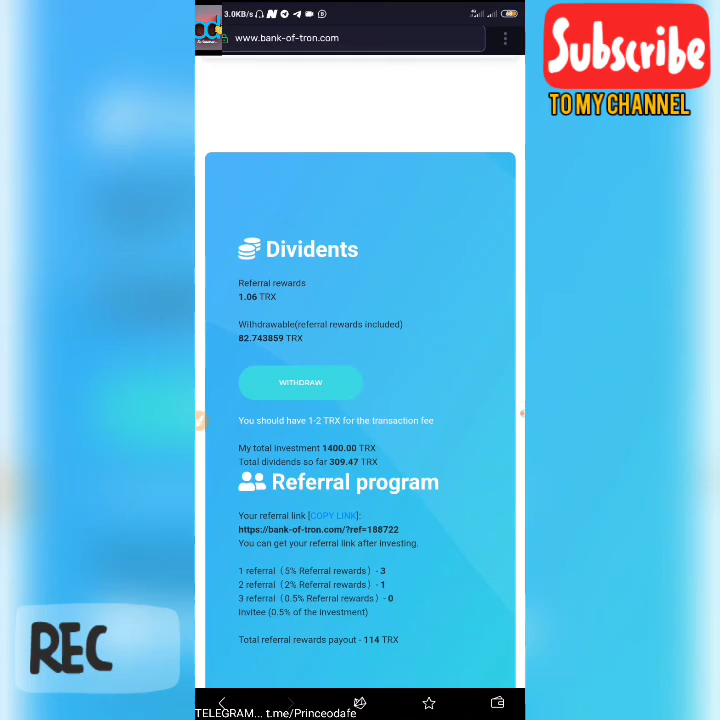 3.0KB/s
www.bank-of-tron.com
Subscribe
TO MY CHANNEL
Dividents
Referral rewards
1.06 TRX
Withdrawable(referral rewards included)
82.743859 TRX
WITHDRAW
You should have 1-2 TRX for the transaction fee
My total investment 1400.00 TRX
Total dividends so far 309.47 TRX
Referral program
Your referral link [COPY LINK]:
https://bank-of-tron.com/?ref=188722
You can get your referral link after investing.
1 referral（5% Referral rewards）- 3
2 referral（2% Referral rewards）- 1
3 referral（0.5% Referral rewards）- 0
Invitee (0.5% of the investment)
Total referral rewards payout - 114 TRX
REC
TELEGRAM... t.me/Princeodafe